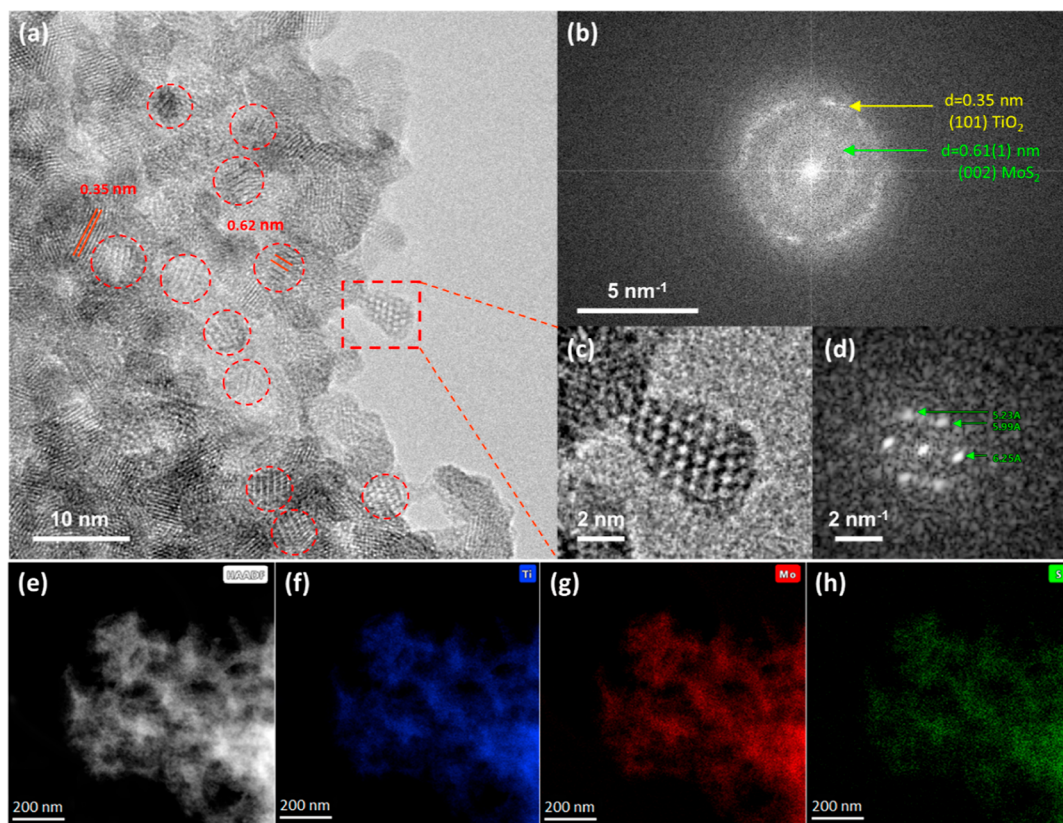 (a)
0.35 nm
0.62 nm
10 nm
(b)
d=0.35 nm
(101) TiO₂
d=0.61(1) nm
(002) MoS₂
5 nm⁻¹
(c)
2 nm
(d)
5.23A
5.99A
6.25A
2 nm⁻¹
(e)
HAADF
200 nm
(f)
Ti
200 nm
(g)
Mo
200 nm
(h)
S
200 nm